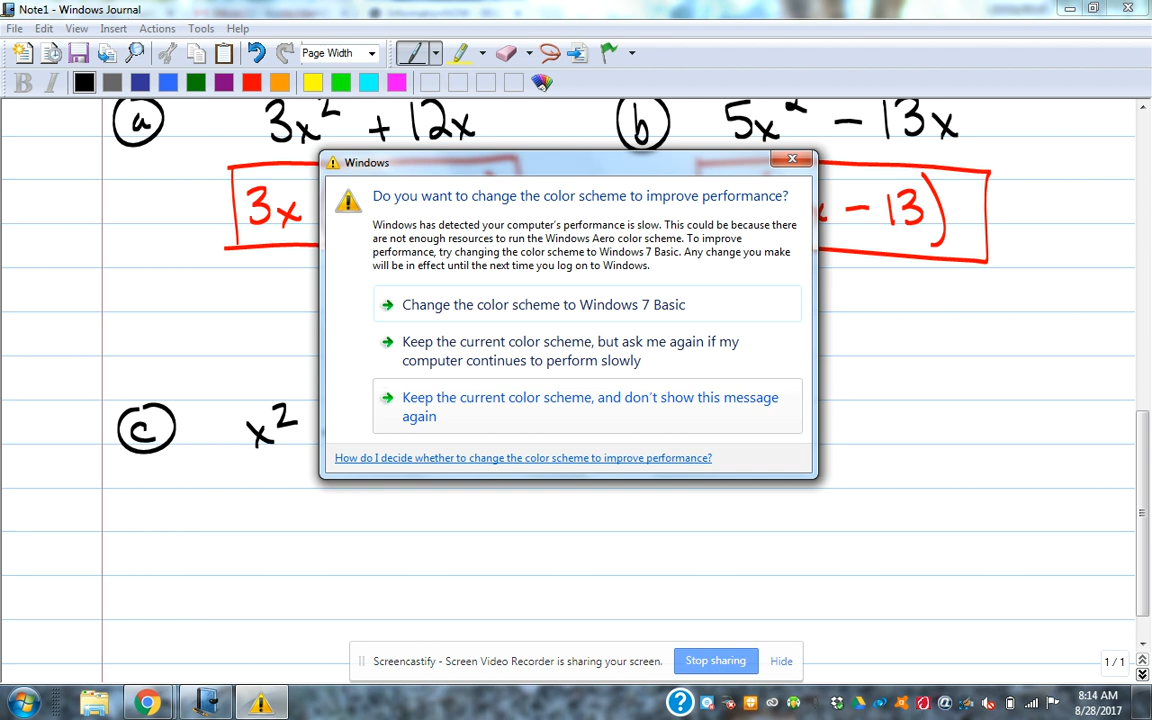 Note1 - Windows Journal
File Edit View Insert Actions Tools Help
Page Width
B I
a 3x² + 12x b 5x² - 13x
3x - 13)
Windows
Do you want to change the color scheme to improve performance?
Windows has detected your computer's performance is slow. This could be because there
are not enough resources to run the Windows Aero color scheme. To improve
performance, try changing the color scheme to Windows 7 Basic. Any change you make
will be in effect until the next time you log on to Windows.
Change the color scheme to Windows 7 Basic
Keep the current color scheme, but ask me again if my
computer continues to perform slowly
Keep the current color scheme, and don't show this message
again
How do I decide whether to change the color scheme to improve performance?
c x²
Screencastify - Screen Video Recorder is sharing your screen. Stop sharing Hide
1 / 1
8:14 AM
8/28/2017